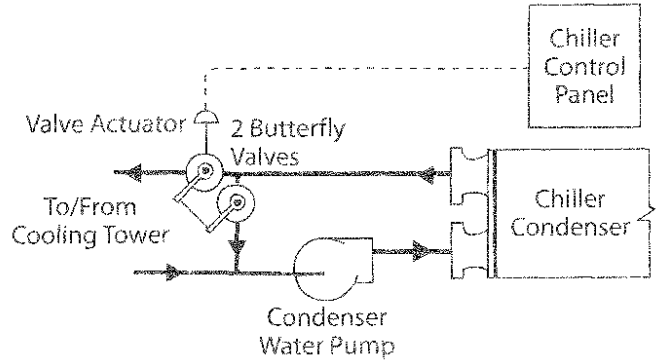 Chiller
Control
Panel
Valve Actuator
2 Butterfly
Valves
To/From
Cooling Tower
Chiller
Condenser
Condenser
Water Pump